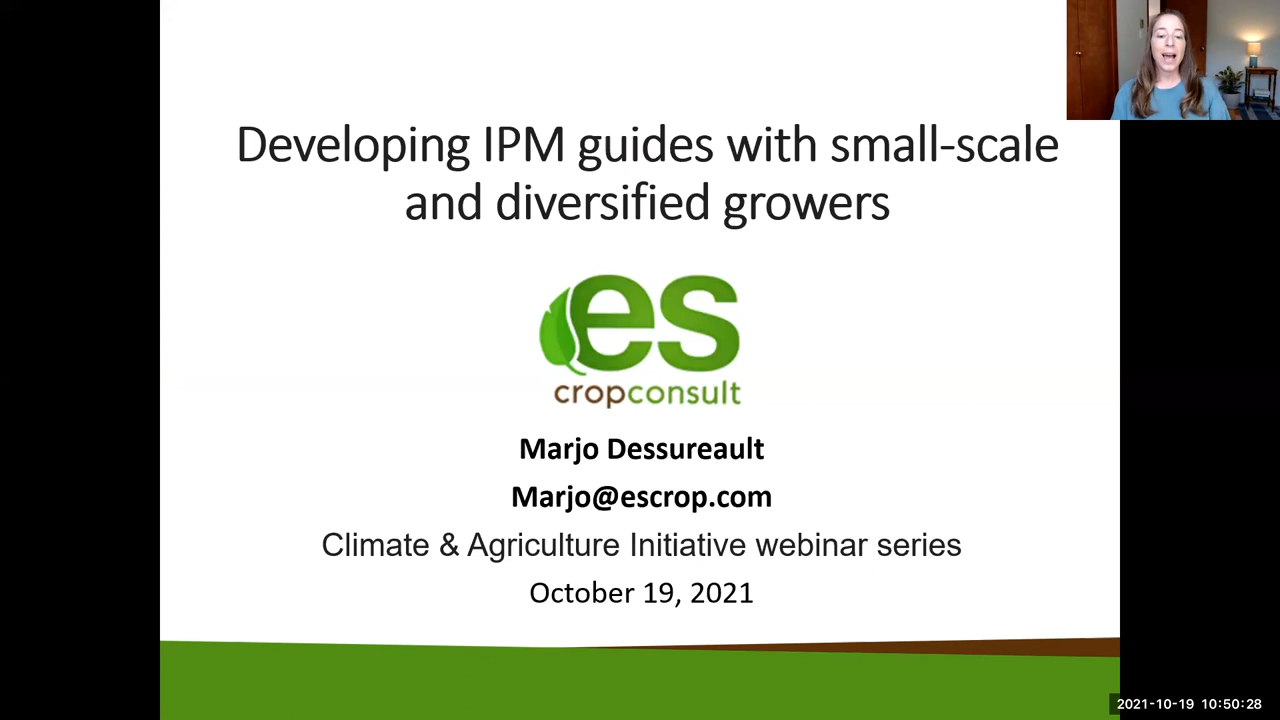 Developing IPM guides with small-scale
and diversified growers
es
cropconsult
Marjo Dessureault
Marjo@escrop.com
Climate & Agriculture Initiative webinar series
October 19, 2021
2021-10-19 10:50:28